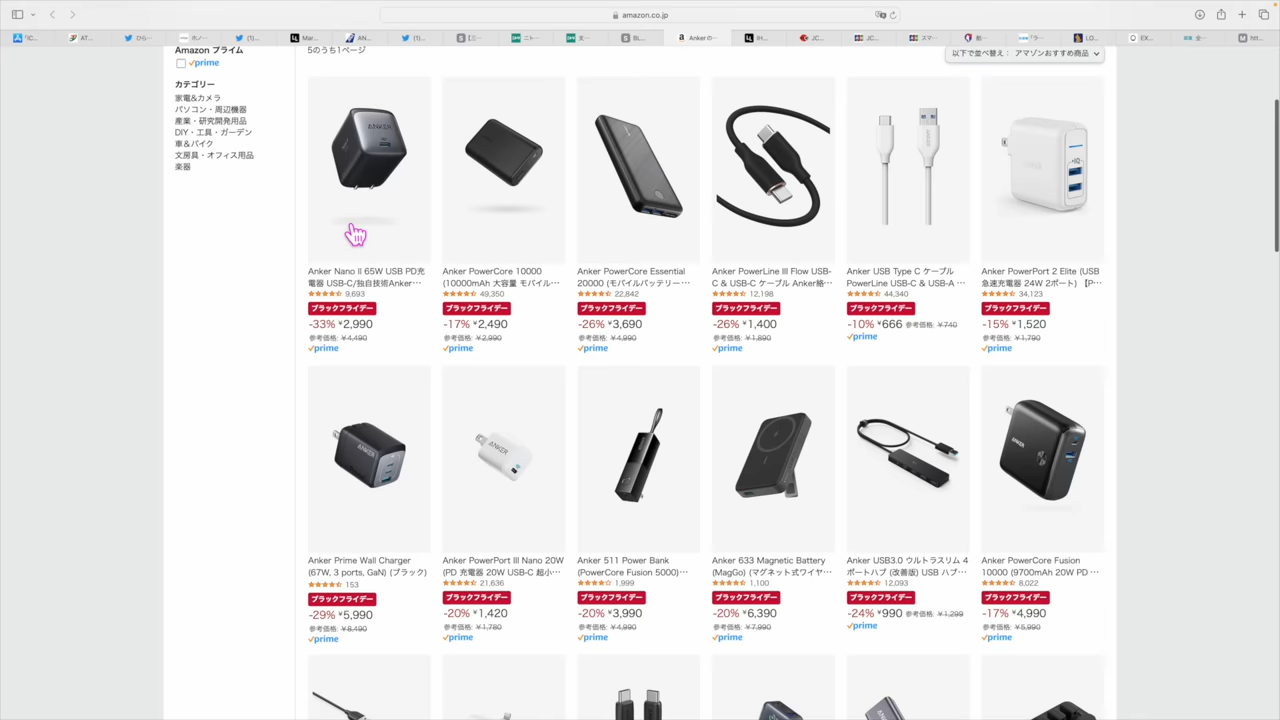 amazon.co.jp
AT...
ひら...
(1)...
Mar...
AN...
(1)...
ニト...
BL...
Anker の...
IH...
JC...
JC...
スマ...
LO...
EX...
htt...
Amazon プライム
prime
カテゴリー
家電&カメラ
パソコン・周辺機器
産業・研究開発用品
DIY・工具・ガーデン
車&バイク
文房具・オフィス用品
楽器
5のうち1ページ
以下で並べ替え： アマゾンおすすめ商品
ANKER
Anker Nano II 65W USB PD充
電器 USB-C/独自技術Anker…
9,693
ブラックフライデー
-33% ¥2,990
参考価格: ¥4,490
prime
Anker PowerCore 10000
(10000mAh 大容量 モバイル…
49,350
ブラックフライデー
-17% ¥2,490
参考価格: ¥2,990
prime
Anker PowerCore Essential
20000 (モバイルバッテリー…
22,842
ブラックフライデー
-26% ¥3,690
参考価格: ¥4,990
prime
Anker PowerLine III Flow USB-
C & USB-C ケーブル Anker絡…
12,198
ブラックフライデー
-26% ¥1,400
参考価格: ¥1,890
prime
Anker USB Type C ケーブル
PowerLine USB-C & USB-A …
44,340
ブラックフライデー
-10% ¥666 参考価格: ¥740
prime
Anker PowerPort 2 Elite (USB
急速充電器 24W 2ポート) 【P…
34,123
ブラックフライデー
-15% ¥1,520
参考価格: ¥1,790
prime
ANKER
ANKER
Anker Prime Wall Charger
(67W, 3 ports, GaN) (ブラック)
153
ブラックフライデー
-29% ¥5,990
参考価格: ¥8,490
prime
Anker PowerPort III Nano 20W
(PD 充電器 20W USB-C 超小…
21,636
ブラックフライデー
-20% ¥1,420
参考価格: ¥1,780
prime
Anker 511 Power Bank
(PowerCore Fusion 5000)…
1,999
ブラックフライデー
-20% ¥3,990
参考価格: ¥4,990
prime
Anker 633 Magnetic Battery
(MagGo) (マグネット式ワイヤ…
1,100
ブラックフライデー
-20% ¥6,390
参考価格: ¥7,990
prime
Anker USB3.0 ウルトラスリム 4
ポートハブ (改善版) USB ハブ…
12,093
ブラックフライデー
-24% ¥990 参考価格: ¥1,299
prime
Anker PowerCore Fusion
10000 (9700mAh 20W PD …
8,022
ブラックフライデー
-17% ¥4,990
参考価格: ¥5,990
prime